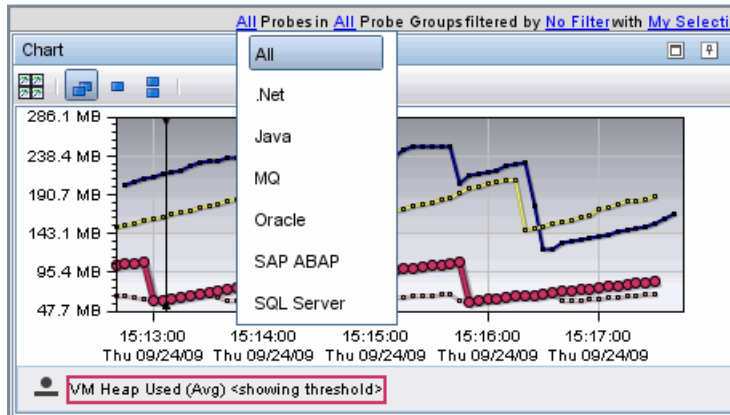 All Probes in All Probe Groups filtered by No Filter with My Selecti
Chart
All
.Net
Java
MQ
Oracle
SAP ABAP
SQL Server
286.1 MB
238.4 MB
190.7 MB
143.1 MB
95.4 MB
47.7 MB
15:13:00 15:14:00 15:15:00 15:16:00 15:17:00
Thu 09/24/09 Thu 09/24/09 Thu 09/24/09 Thu 09/24/09 Thu 09/24/09
VM Heap Used (Avg) <showing threshold>